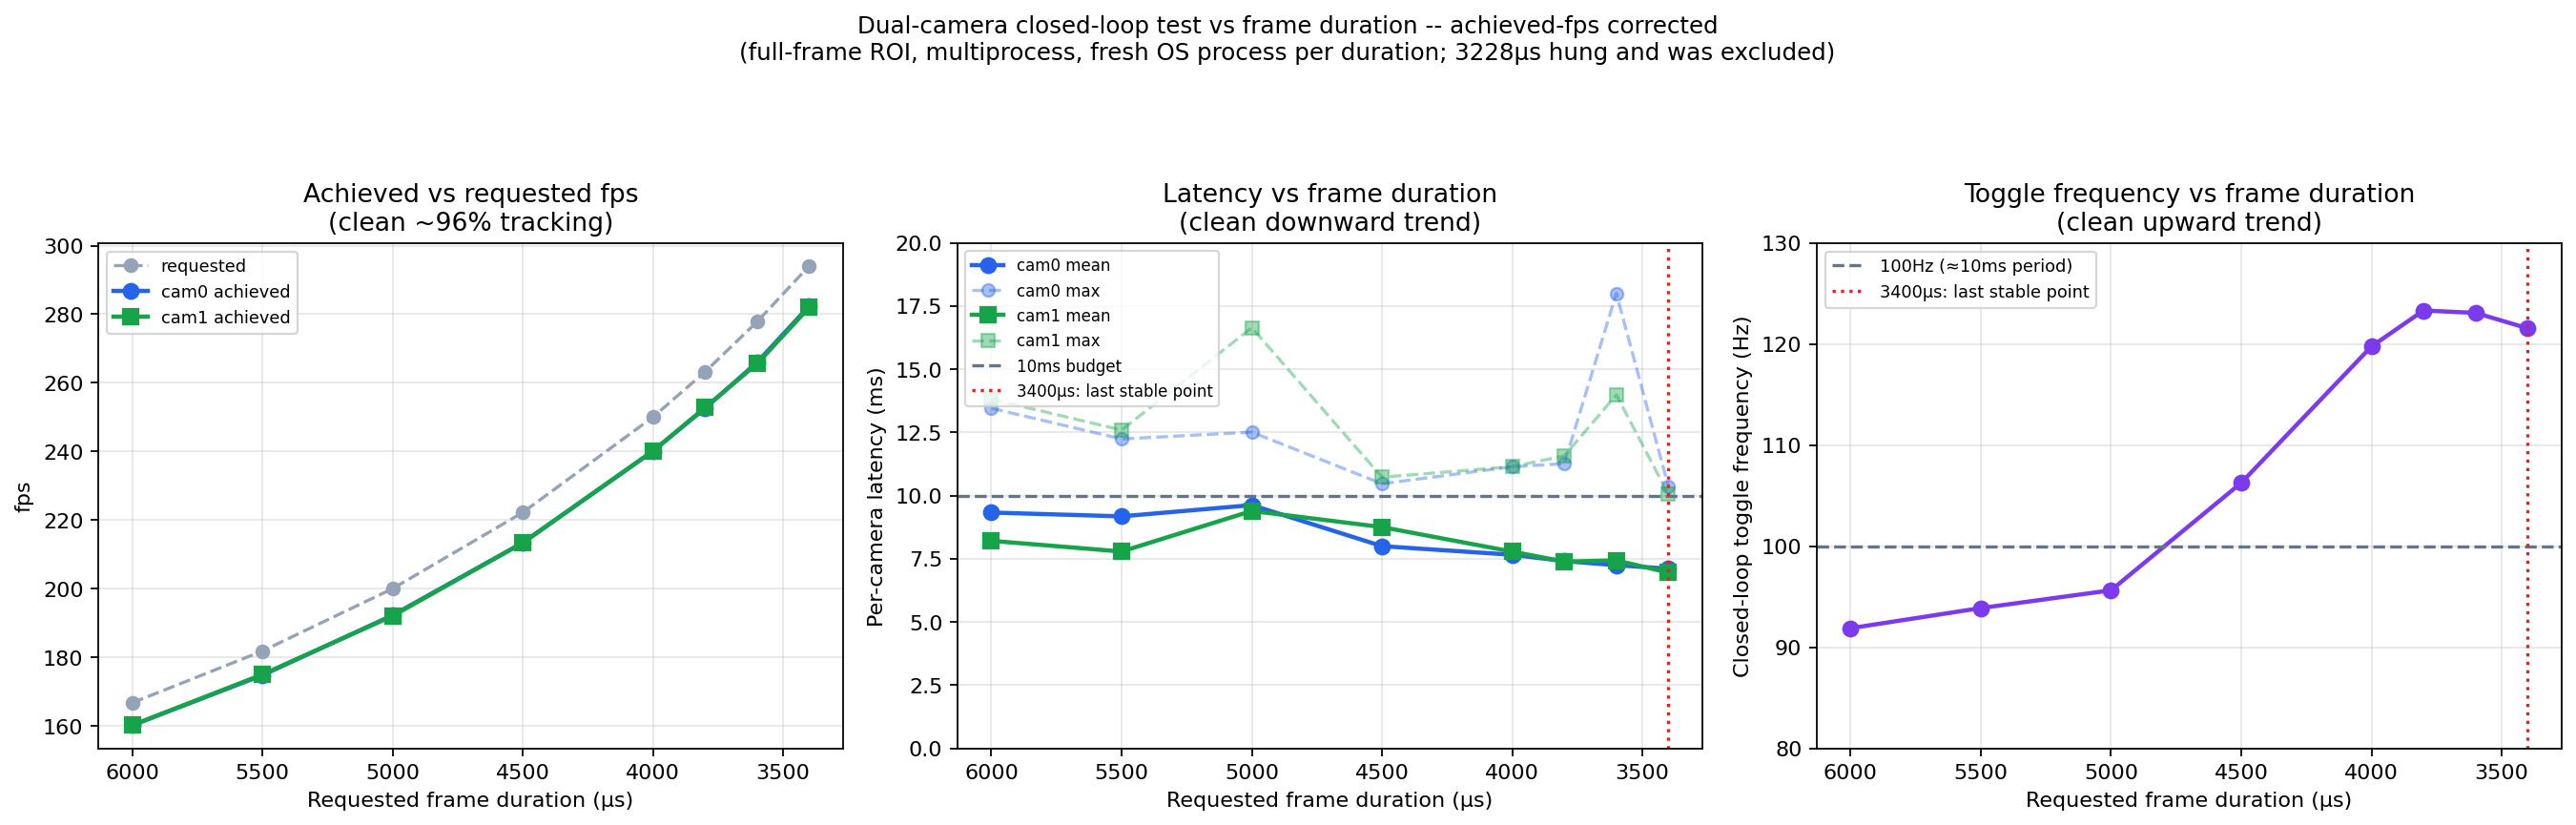 Dual-camera closed-loop test vs frame duration -- achieved-fps corrected
(full-frame ROI, multiprocess, fresh OS process per duration; 3228µs hung and was excluded)
Achieved vs requested fps
(clean ~96% tracking)
300
280
260
240
220
200
180
160
fps
requested
cam0 achieved
cam1 achieved
6000
5500
5000
4500
4000
3500
Requested frame duration (µs)
Latency vs frame duration
(clean downward trend)
20.0
17.5
15.0
12.5
10.0
7.5
5.0
2.5
0.0
Per-camera latency (ms)
cam0 mean
cam0 max
cam1 mean
cam1 max
10ms budget
3400µs: last stable point
6000
5500
5000
4500
4000
3500
Requested frame duration (µs)
Toggle frequency vs frame duration
(clean upward trend)
130
120
110
100
90
80
Closed-loop toggle frequency (Hz)
100Hz (≈10ms period)
3400µs: last stable point
6000
5500
5000
4500
4000
3500
Requested frame duration (µs)